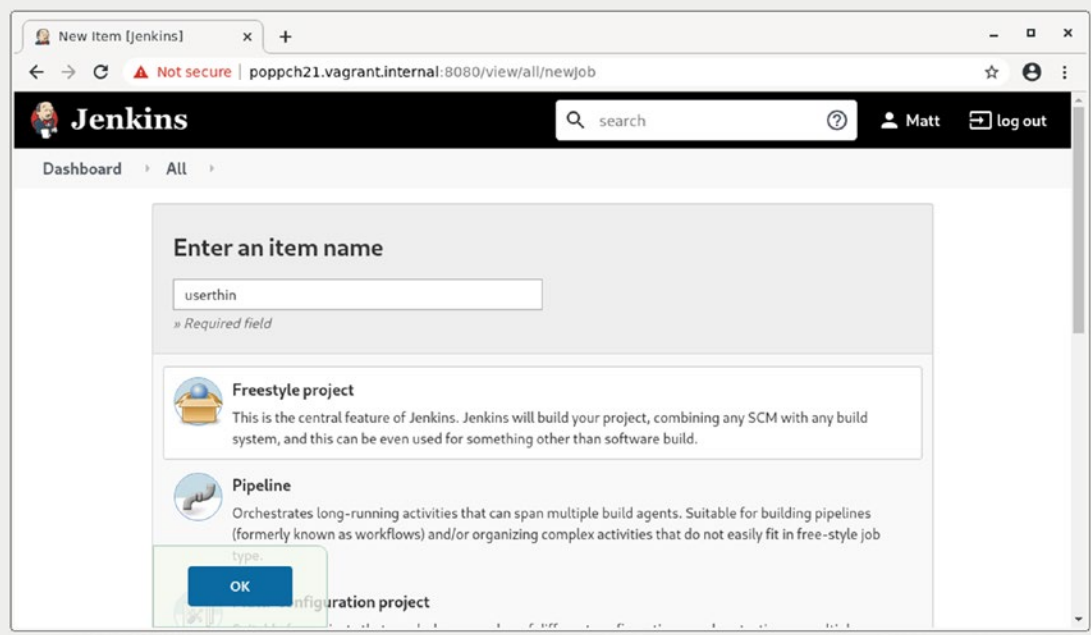 New Item [Jenkins]
Not secure | poppch21.vagrant.internal:8080/view/all/newJob
Jenkins
search
Matt
log out
Dashboard
All
Enter an item name
userthin
» Required field
Freestyle project
This is the central feature of Jenkins. Jenkins will build your project, combining any SCM with any build
system, and this can be even used for something other than software build.
Pipeline
Orchestrates long-running activities that can span multiple build agents. Suitable for building pipelines
(formerly known as workflows) and/or organizing complex activities that do not easily fit in free-style job
type.
OK
configuration project